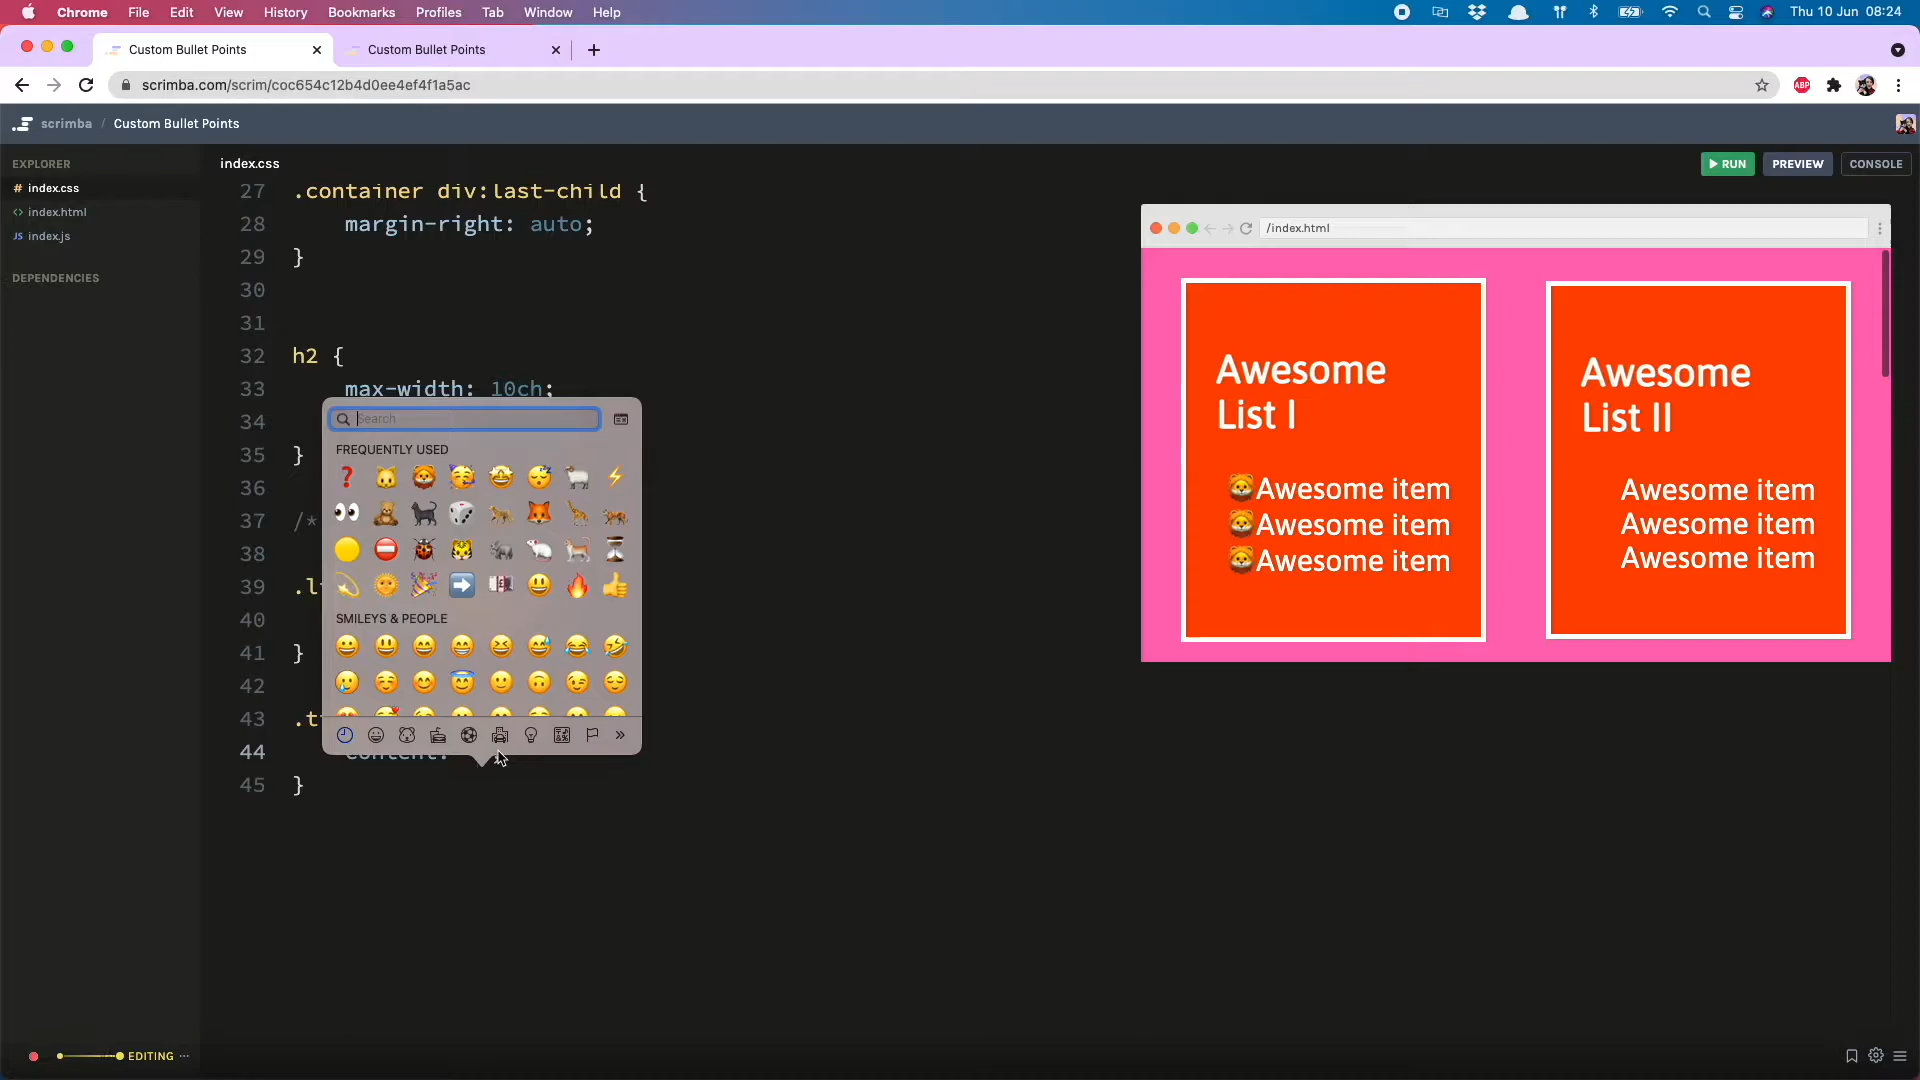 Chrome File Edit View History Bookmarks Profiles Tab Window Help Thu 10 Jun 08:24
Custom Bullet Points Custom Bullet Points
scrimba.com/scrim/coc654c12b4d0ee4ef4f1a5ac ABP
scrimba / Custom Bullet Points
EXPLORER
# index.css
<> index.html
JS index.js
DEPENDENCIES
index.css
RUN PREVIEW CONSOLE
27 .container div:last-child {
28 margin-right: auto;
29 }
30
31
32 h2 {
33 max-width: 10ch;
34
35 }
36
37 /*
38
39 .l
40
41 }
42
43 .t
44 content:
45 }
Search
FREQUENTLY USED
SMILEYS & PEOPLE
/index.html
Awesome
List I
Awesome item
Awesome item
Awesome item
Awesome
List II
Awesome item
Awesome item
Awesome item
EDITING ...